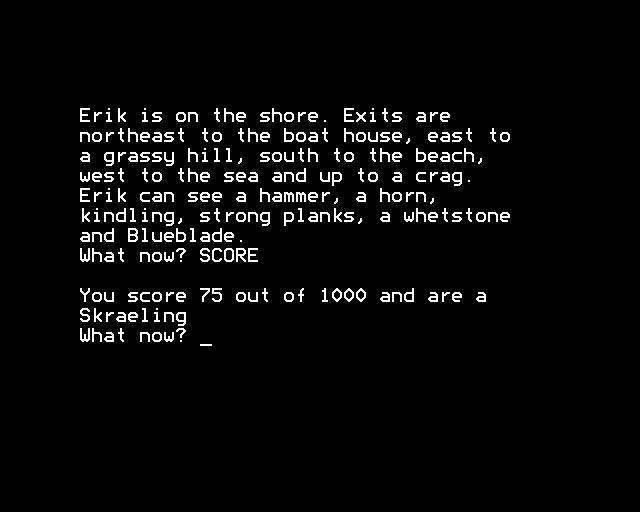 Erik is on the shore. Exits are
northeast to the boat house, east to
a grassy hill, south to the beach,
west to the sea and up to a crag.
Erik can see a hammer, a horn,
kindling, strong planks, a whetstone
and Blueblade.
What now? SCORE
You score 75 out of 1000 and are a
Skraeling
What now? _